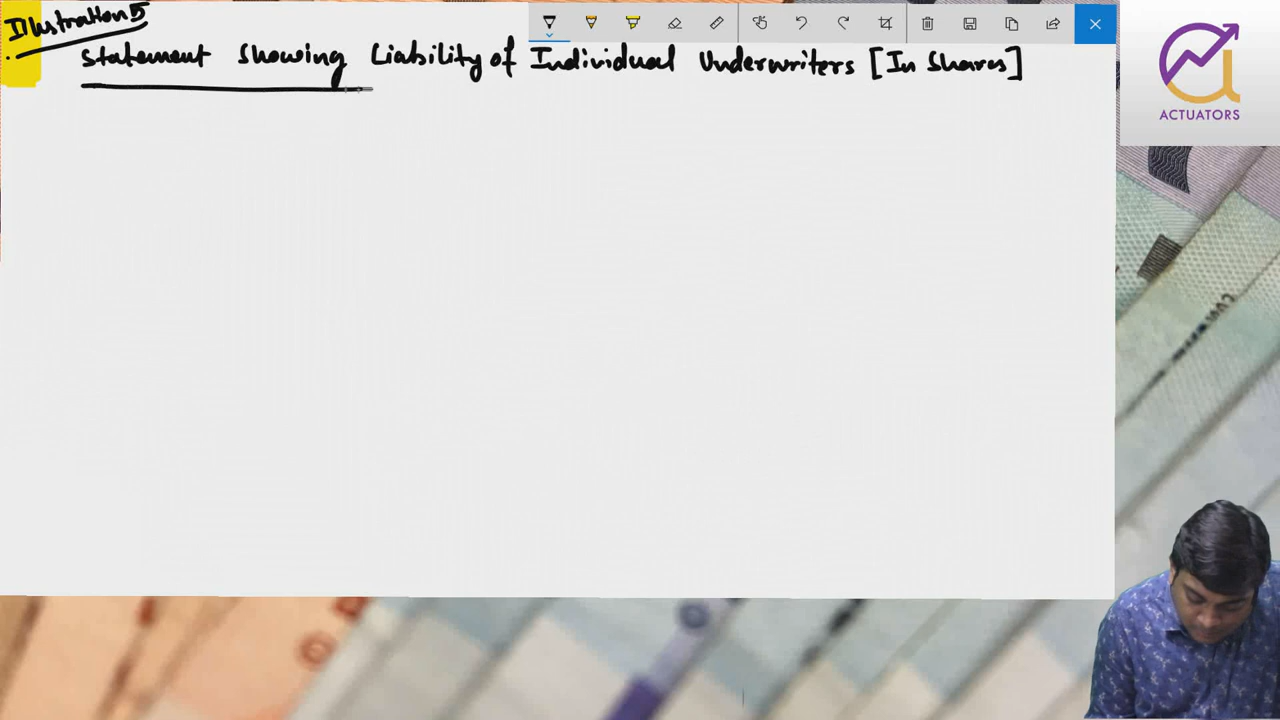 Illustration 5
Statement Showing Liability of Individual Underwriters [In Shares]
ACTUATORS